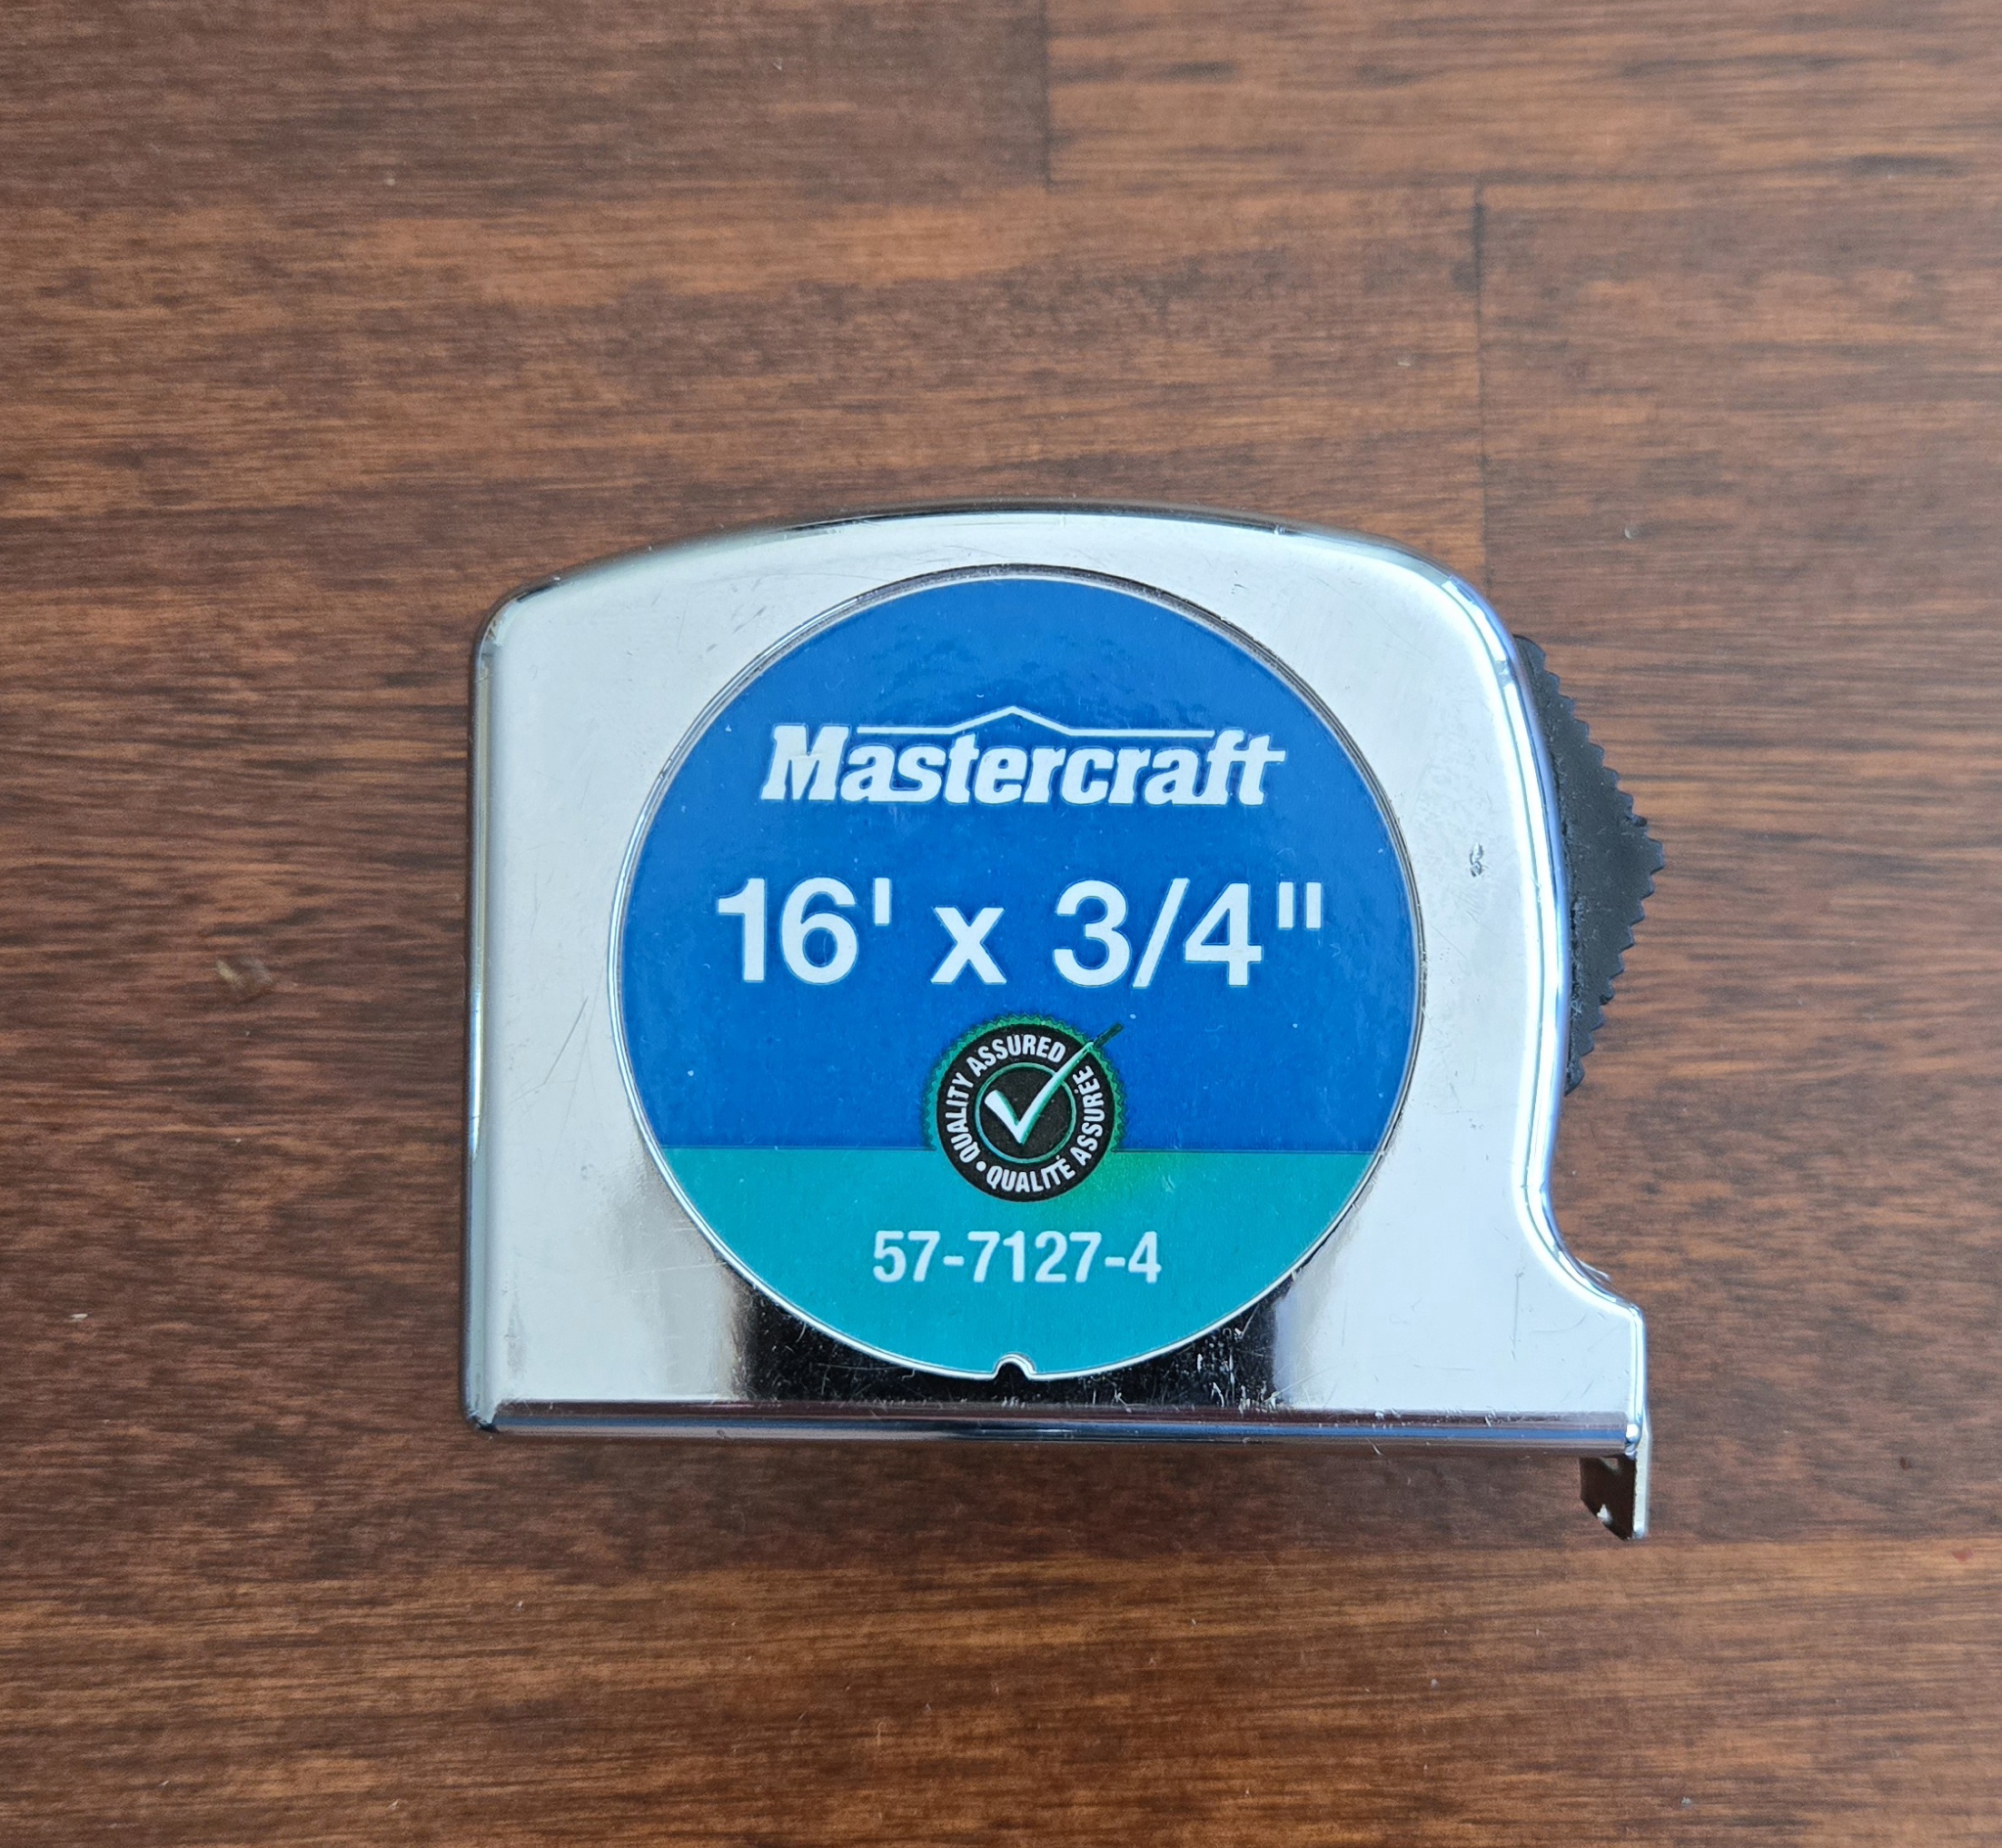 Mastercraft
16' x 3/4"
QUALITY ASSURED
• QUALITÉ ASSURÉE
57-7127-4